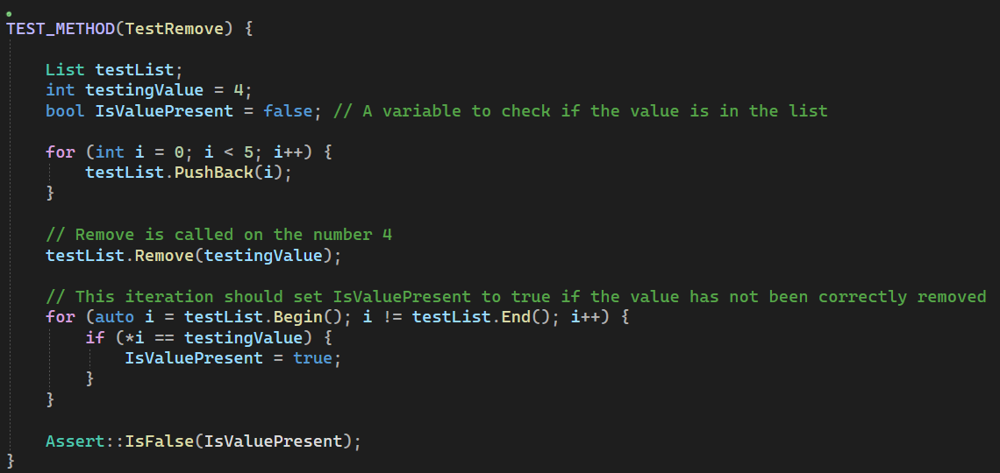 TEST_METHOD(TestRemove) {
List testList;
int testingValue = 4;
bool IsValuePresent = false; // A variable to check if the value is in the list
for (int i = 0; i < 5; i++) {
testList.PushBack(i);
}
// Remove is called on the number 4
testList.Remove(testingValue);
// This iteration should set IsValuePresent to true if the value has not been correctly removed
for (auto i = testList.Begin(); i != testList.End(); i++) {
if (*i == testingValue) {
IsValuePresent = true;
}
}
Assert::IsFalse(IsValuePresent);
}